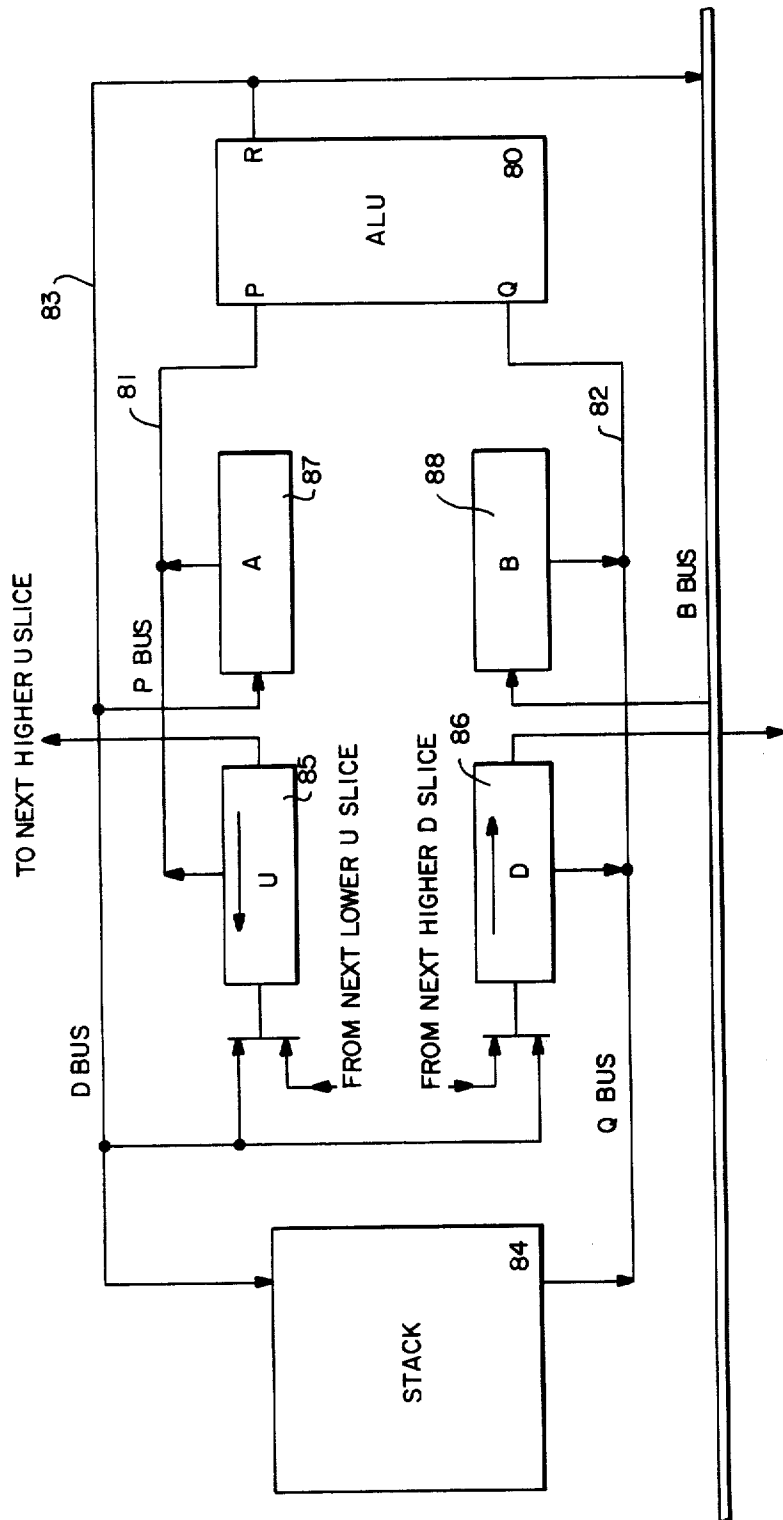 TO NEXT HIGHER U SLICE
83
D BUS
81
P BUS
P
R
A
87
U
85
ALU
80
STACK
84
FROM NEXT LOWER U SLICE
FROM NEXT HIGHER D SLICE
86
D
88
B
Q
82
Q BUS
B BUS